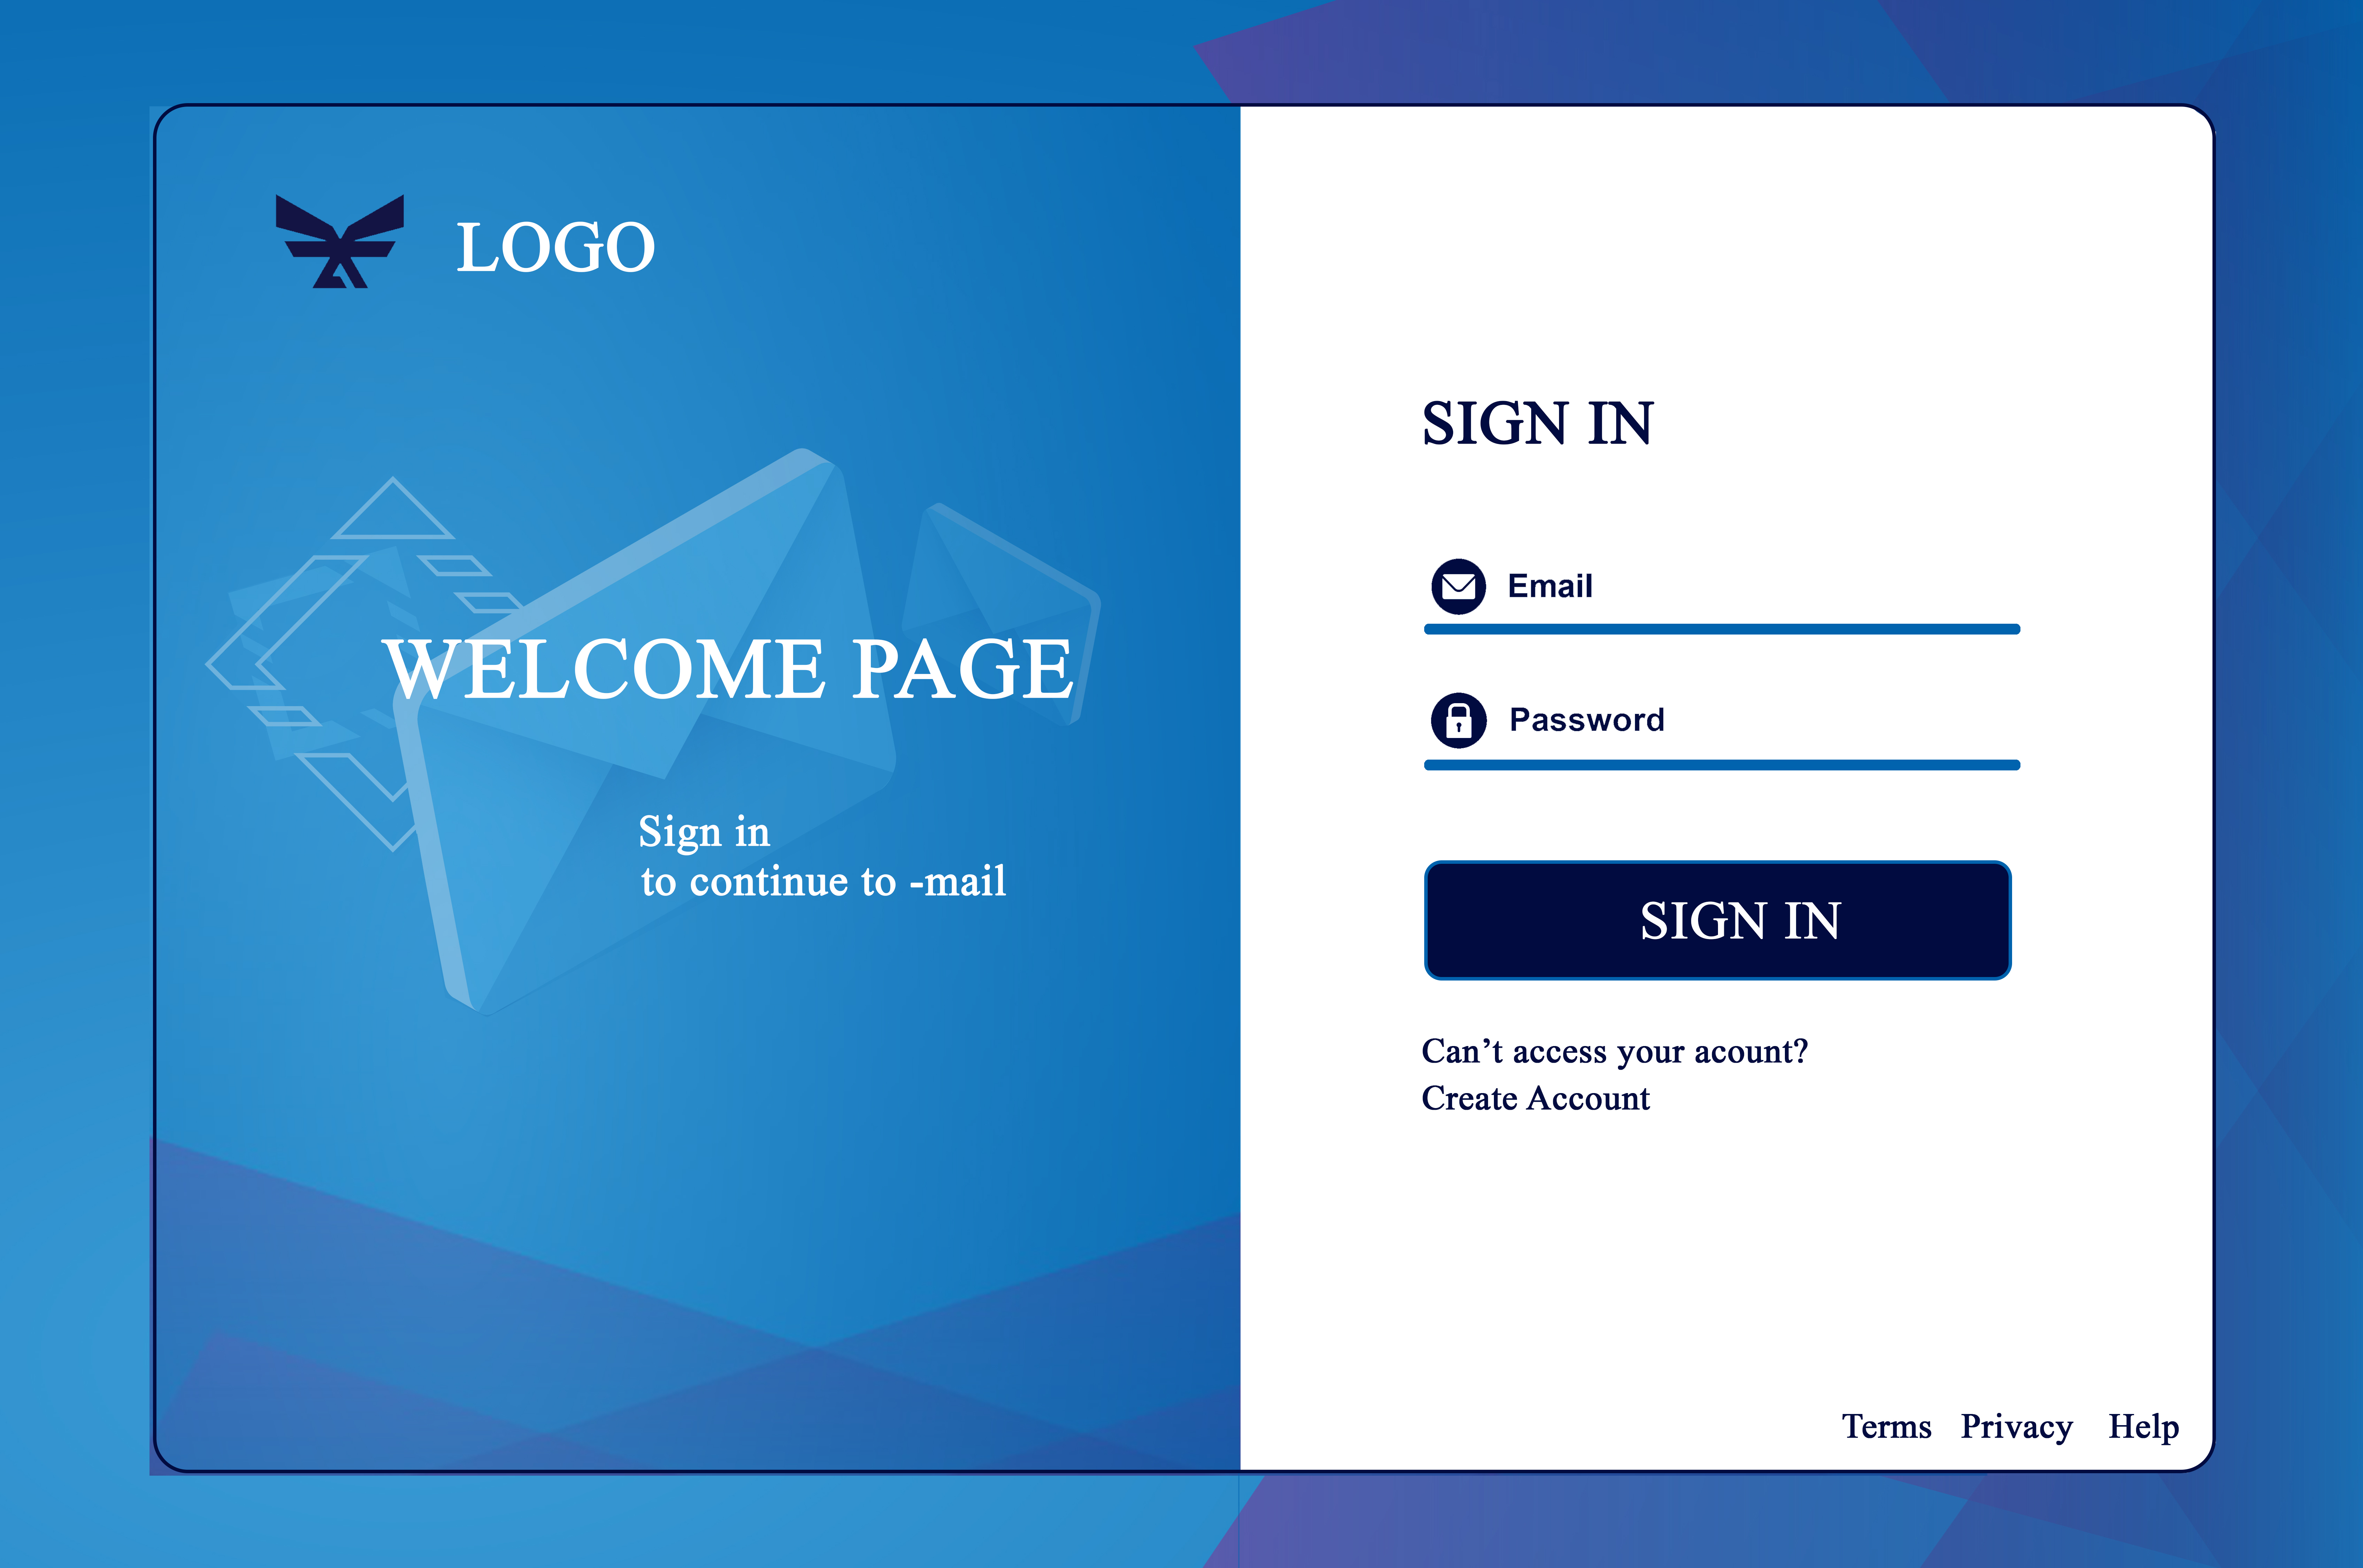 LOGO
WELCOME PAGE
Sign in
to continue to -mail
SIGN IN
Email
Password
SIGN IN
Can’t access your acount?
Create Account
Terms Privacy Help